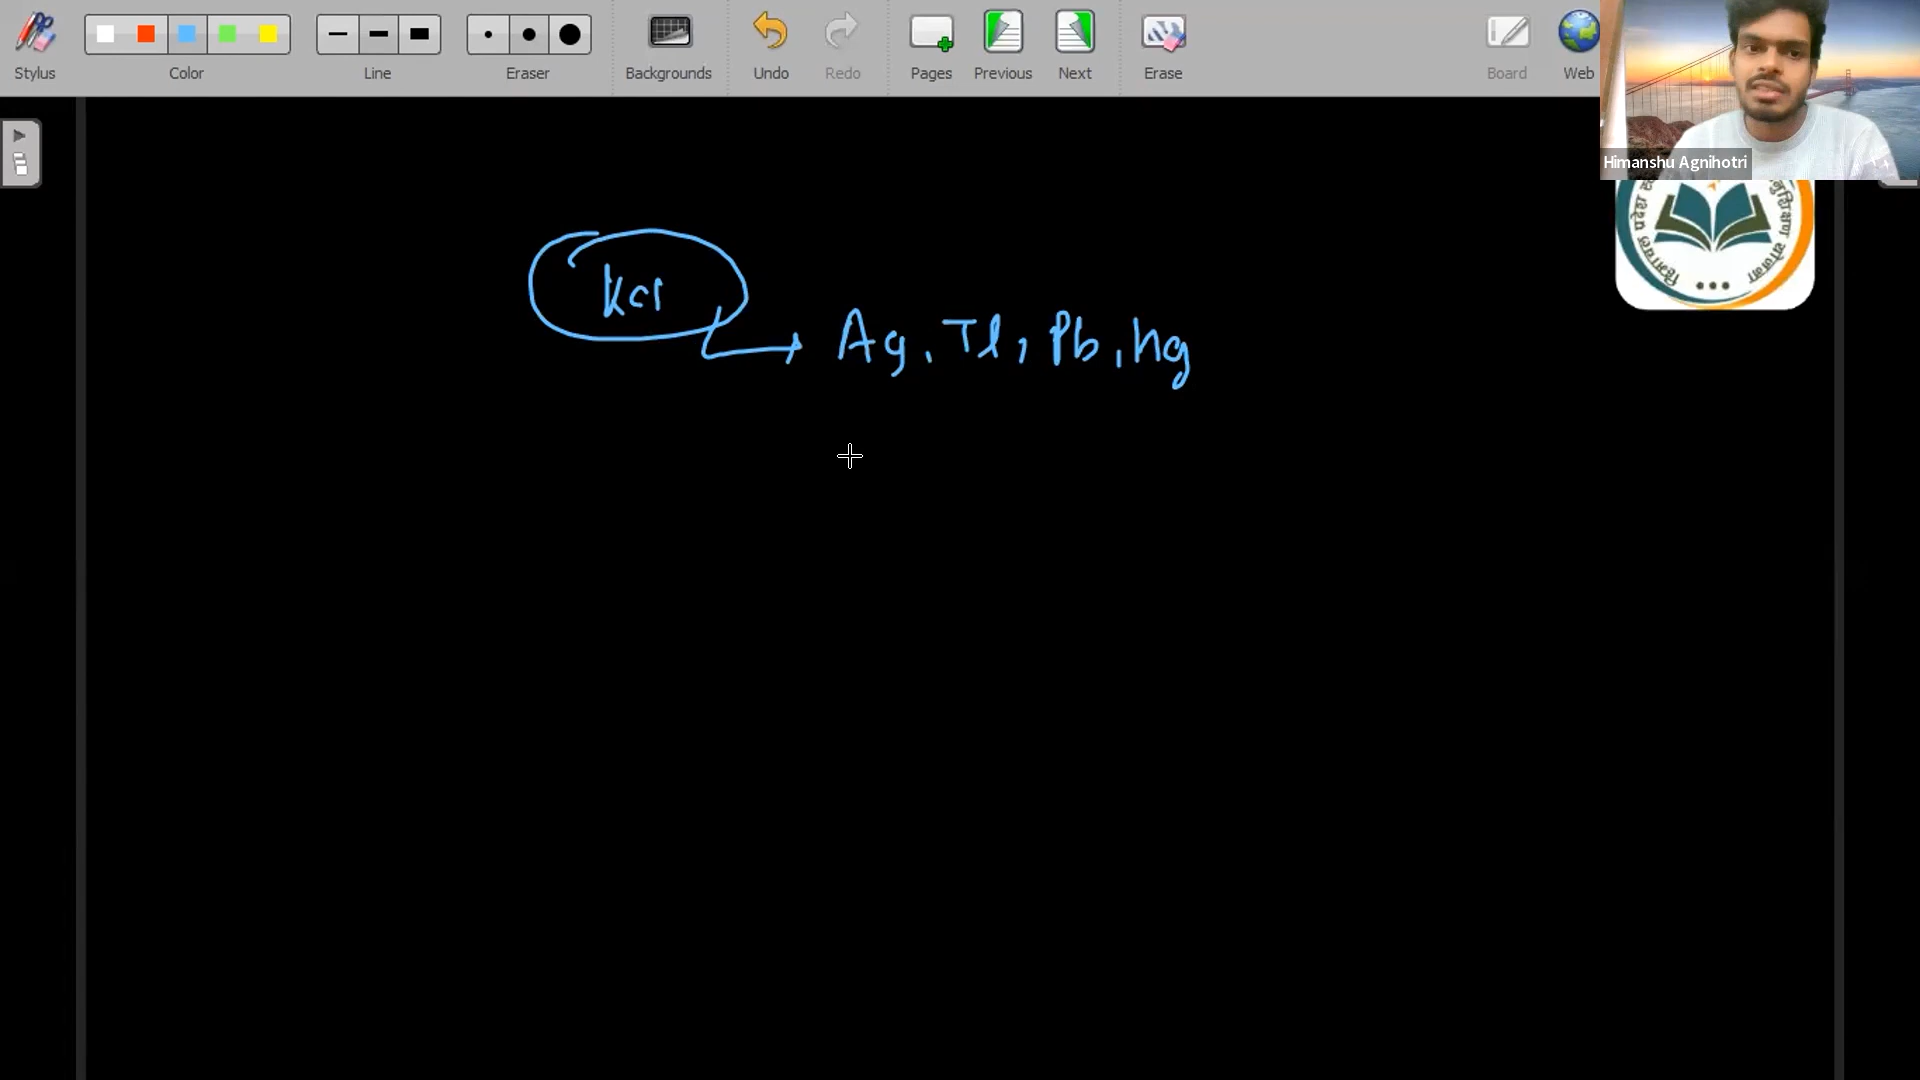 Stylus Color Line Eraser Backgrounds Undo Redo Pages Previous Next Erase Board Web
Himanshu Agnihotri
KCl
Ag, Tl, Pb, Hg